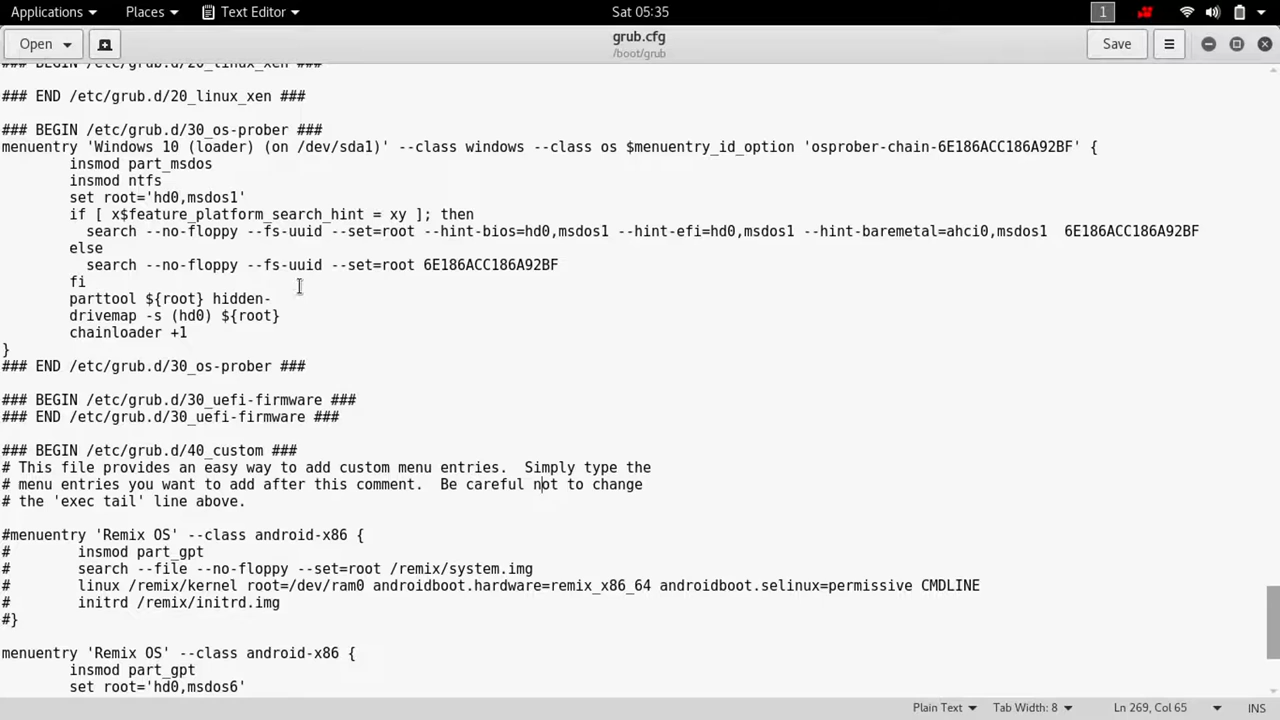 Applications Places Text Editor Sat 05:35 1
Open grub.cfg Save
/boot/grub
### BEGIN /etc/grub.d/20_linux_xen ###
### END /etc/grub.d/20_linux_xen ###
### BEGIN /etc/grub.d/30_os-prober ###
menuentry 'Windows 10 (loader) (on /dev/sda1)' --class windows --class os $menuentry_id_option 'osprober-chain-6E186ACC186A92BF' {
insmod part_msdos
insmod ntfs
set root='hd0,msdos1'
if [ x$feature_platform_search_hint = xy ]; then
search --no-floppy --fs-uuid --set=root --hint-bios=hd0,msdos1 --hint-efi=hd0,msdos1 --hint-baremetal=ahci0,msdos1  6E186ACC186A92BF
else
search --no-floppy --fs-uuid --set=root 6E186ACC186A92BF
fi
parttool ${root} hidden-
drivemap -s (hd0) ${root}
chainloader +1
}
### END /etc/grub.d/30_os-prober ###
### BEGIN /etc/grub.d/30_uefi-firmware ###
### END /etc/grub.d/30_uefi-firmware ###
### BEGIN /etc/grub.d/40_custom ###
# This file provides an easy way to add custom menu entries.  Simply type the
# menu entries you want to add after this comment.  Be careful not to change
# the 'exec tail' line above.
#menuentry 'Remix OS' --class android-x86 {
#        insmod part_gpt
#        search --file --no-floppy --set=root /remix/system.img
#        linux /remix/kernel root=/dev/ram0 androidboot.hardware=remix_x86_64 androidboot.selinux=permissive CMDLINE
#        initrd /remix/initrd.img
#}
menuentry 'Remix OS' --class android-x86 {
insmod part_gpt
set root='hd0,msdos6'
Plain Text Tab Width: 8 Ln 269, Col 65 INS